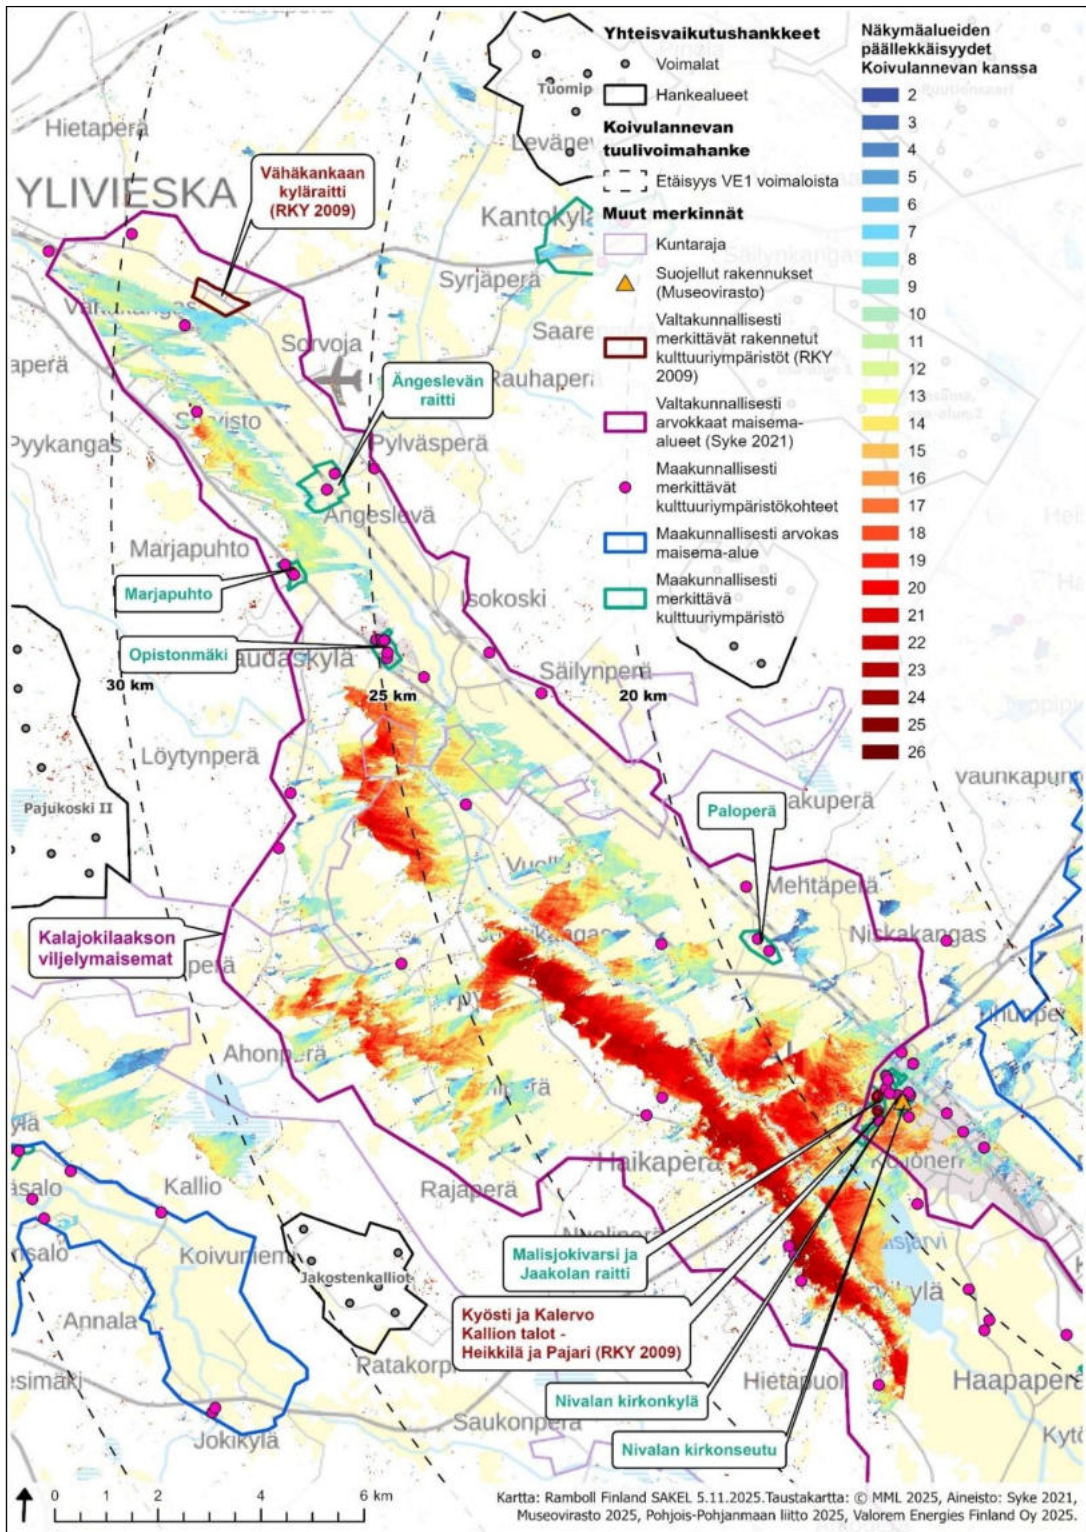 Yhteisvaikutushankkeet
Voimalat
Hankealueet
Koivulannevan
tuulivoimahanke
Etäisyys VE1 voimaloista
Muut merkinnät
Kuntaraja
Suojellut rakennukset
(Museovirasto)
Valtakunnallisesti
merkittävät rakennetut
kulttuuriympäristöt (RKY
2009)
Valtakunnallisesti
arvokkaat maisema-
alueet (Syke 2021)
Maakunnallisesti
merkittävät
kulttuuriympäristökohteet
Maakunnallisesti arvokas
maisema-alue
Maakunnallisesti
merkittävä
kulttuuriympäristö
Näkymäalueiden
päällekkäisyydet
Koivulannevan kanssa
2
3
4
5
6
7
8
9
10
11
12
13
14
15
16
17
18
19
20
21
22
23
24
25
26
Hietaperä
YLIVIESKA
Vähäkankaan
kyläraitti
(RKY 2009)
Kantokylä
Syrjäperä
Sorvoja
Rauhaperä
Pyykangas
Ängeslevän
raitti
Pylväsperä
Ängeslevä
Marjapuhto
Marjapuhto
Isokoski
Opistonmäki
Säilynperä
30 km
25 km
20 km
Löytynperä
Pajukoski II
Paloperä
Mehtäperä
Niskakangas
Kalajokilaakson
viljelymaisemat
Ahonperä
Haikaperä
Rajaperä
Kallio
Koivuniemi
Jakostenkalliot
Annala
Ratakorpi
Malisjokivarsi ja
Jaakolan raitti
Kyösti ja Kalervo
Kallion talot -
Heikkilä ja Pajari (RKY 2009)
Nivalan kirkonkylä
Nivalan kirkonseutu
Hietapuol
Haapaperä
Saukonperä
Jokikylä
0 2 4 6 km
Kartta: Ramboll Finland SAKEL 5.11.2025.Taustakartta: © MML 2025, Aineisto: Syke 2021,
Museovirasto 2025, Pohjois-Pohjanmaan liitto 2025, Valorem Energies Finland Oy 2025.